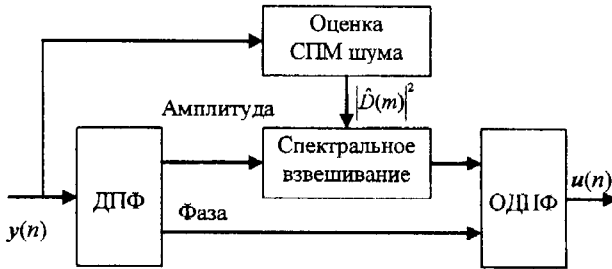 Оценка
СПМ шума
Амплитуда
|D̂(m)|²
Спектральное
взвешивание
ДПФ
Фаза
ОДПФ
y(n)
u(n)